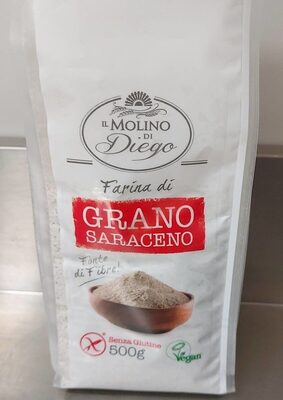 IL MOLINO DI
Diego
Farina di
GRANO
SARACENO
Fonte
di Fibre!
Senza Glutine
500g
Vegan